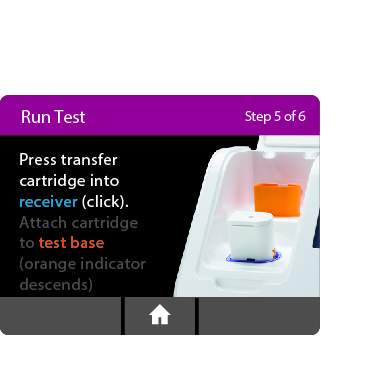 Run Test
Step 5 of 6
Press transfer
cartridge into
receiver (click).
Attach cartridge
to test base
(orange indicator
descends)